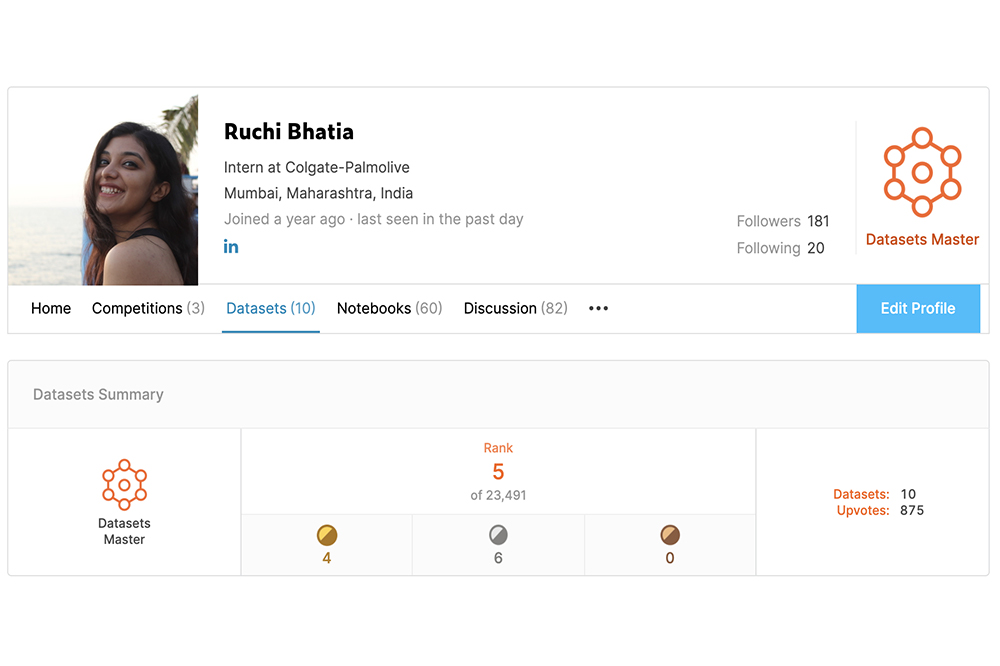 Ruchi Bhatia
Intern at Colgate-Palmolive
Mumbai, Maharashtra, India
Joined a year ago · last seen in the past day
in
Followers 181
Following 20
Datasets Master
Home Competitions (3) Datasets (10) Notebooks (60) Discussion (82) •••
Edit Profile
Datasets Summary
Datasets
Master
Rank
5
of 23,491
4
6
0
Datasets: 10
Upvotes: 875